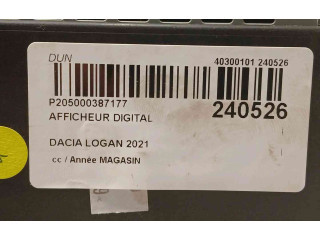 DUN
40300101 240526
P205000387177
240526
AFFICHEUR DIGITAL
DACIA LOGAN 2021
cc / Année MAGASIN